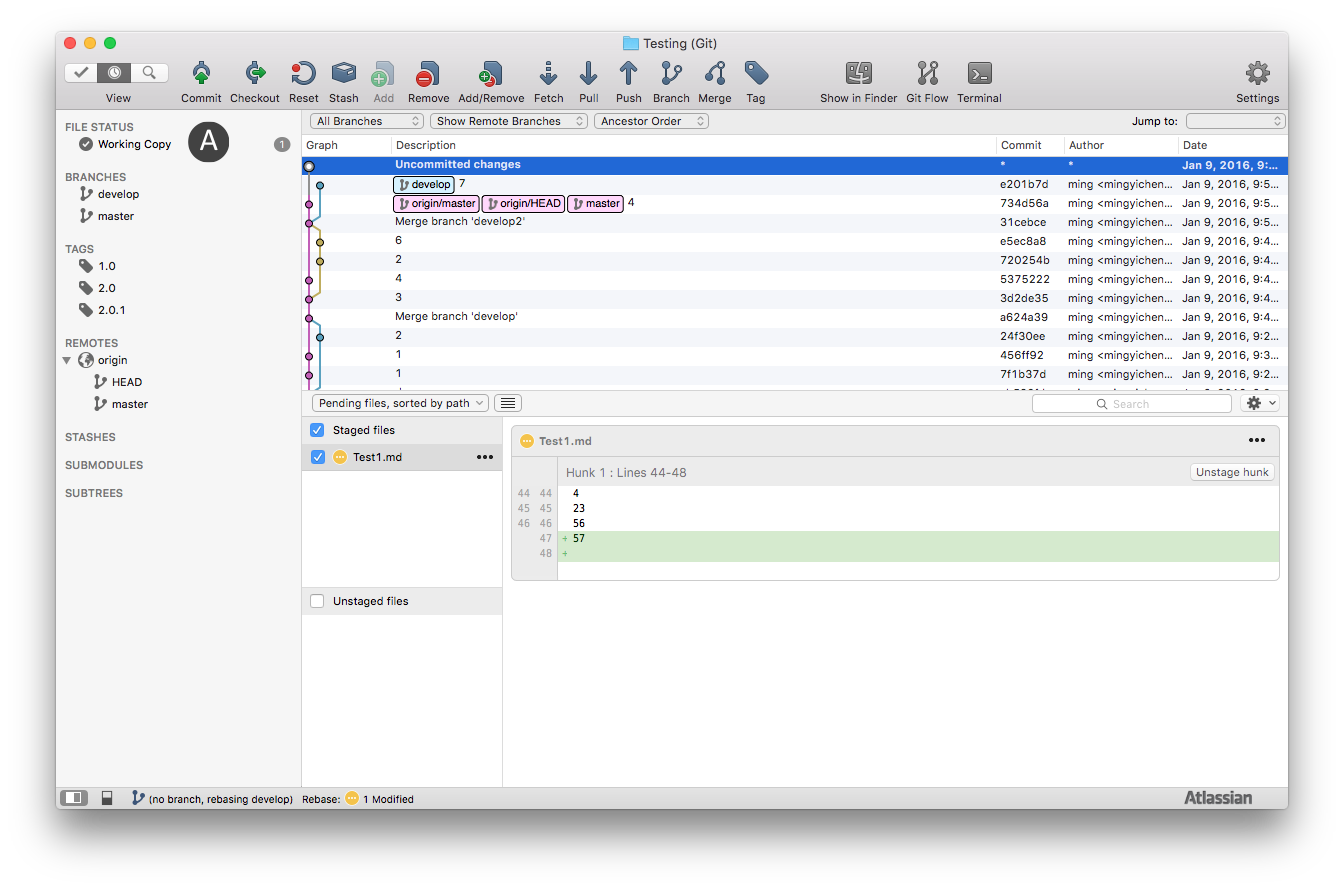 Testing (Git)
View Commit Checkout Reset Stash Add Remove Add/Remove Fetch Pull Push Branch Merge Tag Show in Finder Git Flow Terminal Settings
All Branches Show Remote Branches Ancestor Order Jump to:
FILE STATUS
Working Copy A 1
BRANCHES
develop
master
TAGS
1.0
2.0
2.0.1
REMOTES
origin
HEAD
master
STASHES
SUBMODULES
SUBTREES
Graph Description Commit Author Date
Uncommitted changes * * Jan 9, 2016, 9:...
develop 7 e201b7d ming <mingyichen... Jan 9, 2016, 9:5...
origin/master origin/HEAD master 4 734d56a ming <mingyichen... Jan 9, 2016, 9:5...
Merge branch 'develop2' 31cebce ming <mingyichen... Jan 9, 2016, 9:5...
6 e5ec8a8 ming <mingyichen... Jan 9, 2016, 9:4...
2 720254b ming <mingyichen... Jan 9, 2016, 9:4...
4 5375222 ming <mingyichen... Jan 9, 2016, 9:4...
3 3d2de35 ming <mingyichen... Jan 9, 2016, 9:4...
Merge branch 'develop' a624a39 ming <mingyichen... Jan 9, 2016, 9:4...
2 24f30ee ming <mingyichen... Jan 9, 2016, 9:2...
1 456ff92 ming <mingyichen... Jan 9, 2016, 9:3...
1 7f1b37d ming <mingyichen... Jan 9, 2016, 9:2...
Pending files, sorted by path Search
Staged files
Test1.md •••
Unstaged files
Test1.md •••
Hunk 1 : Lines 44-48 Unstage hunk
44 44 4
45 45 23
46 46 56
47 + 57
48 +
(no branch, rebasing develop) Rebase: 1 Modified Atlassian